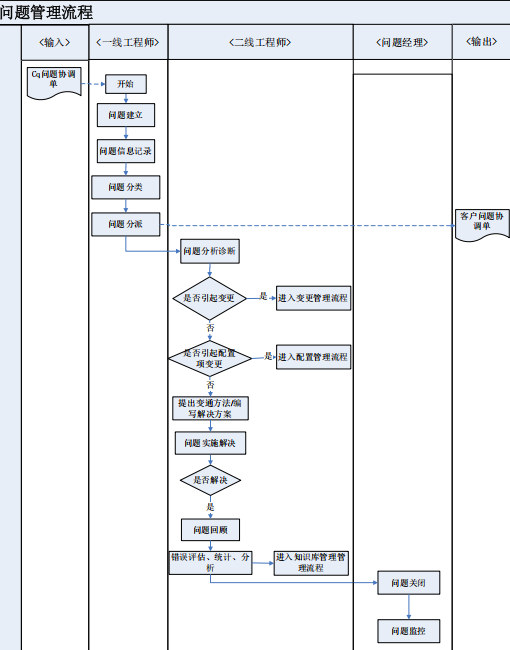 问题管理流程
<输入>
<一线工程师>
<二线工程师>
<问题经理>
<输出>
Cq问题协调
单
开始
问题建立
问题信息记录
问题分类
问题分派
客户问题协
调单
问题分析诊断
是否引起变更
是
进入变更管理流程
否
是否引起配置
项变更
是
进入配置管理流程
否
提出变通方法/编
写解决方案
问题实施解决
是否解决
是
问题回顾
错误评估、统计、分
析
进入知识库管理管
理流程
问题关闭
问题监控